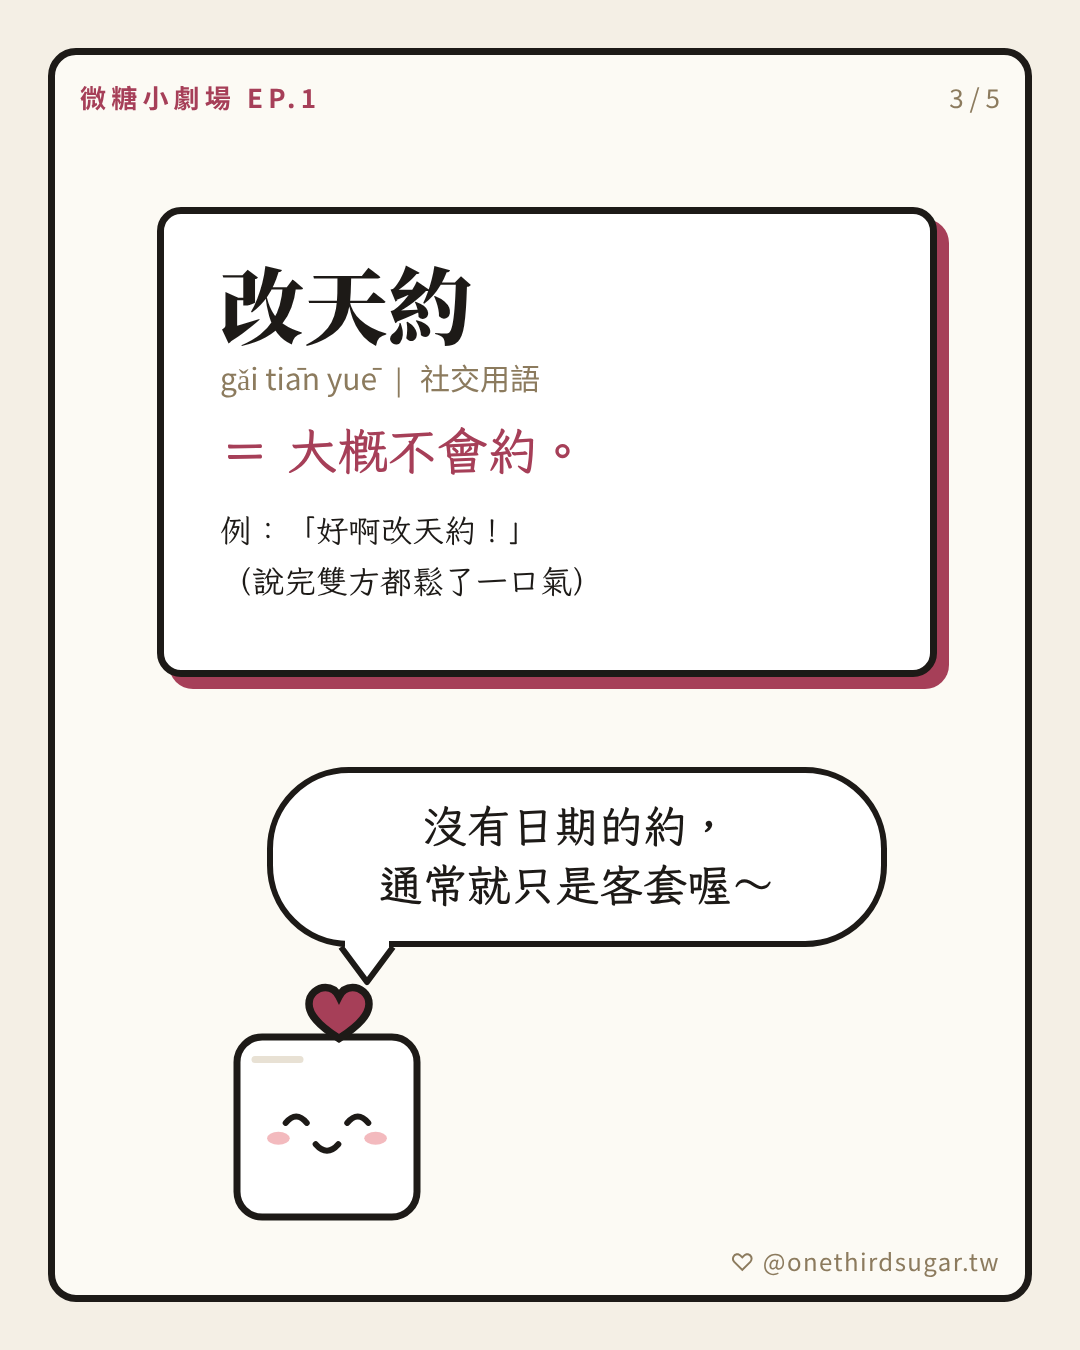 微糖小劇場 EP.1
3/5
改天約
gǎi tiān yuē | 社交用語
＝ 大概不會約。
例：「好啊改天約！」
（說完雙方都鬆了一口氣）
沒有日期的約，
通常就只是客套喔～
♡ @onethirdsugar.tw